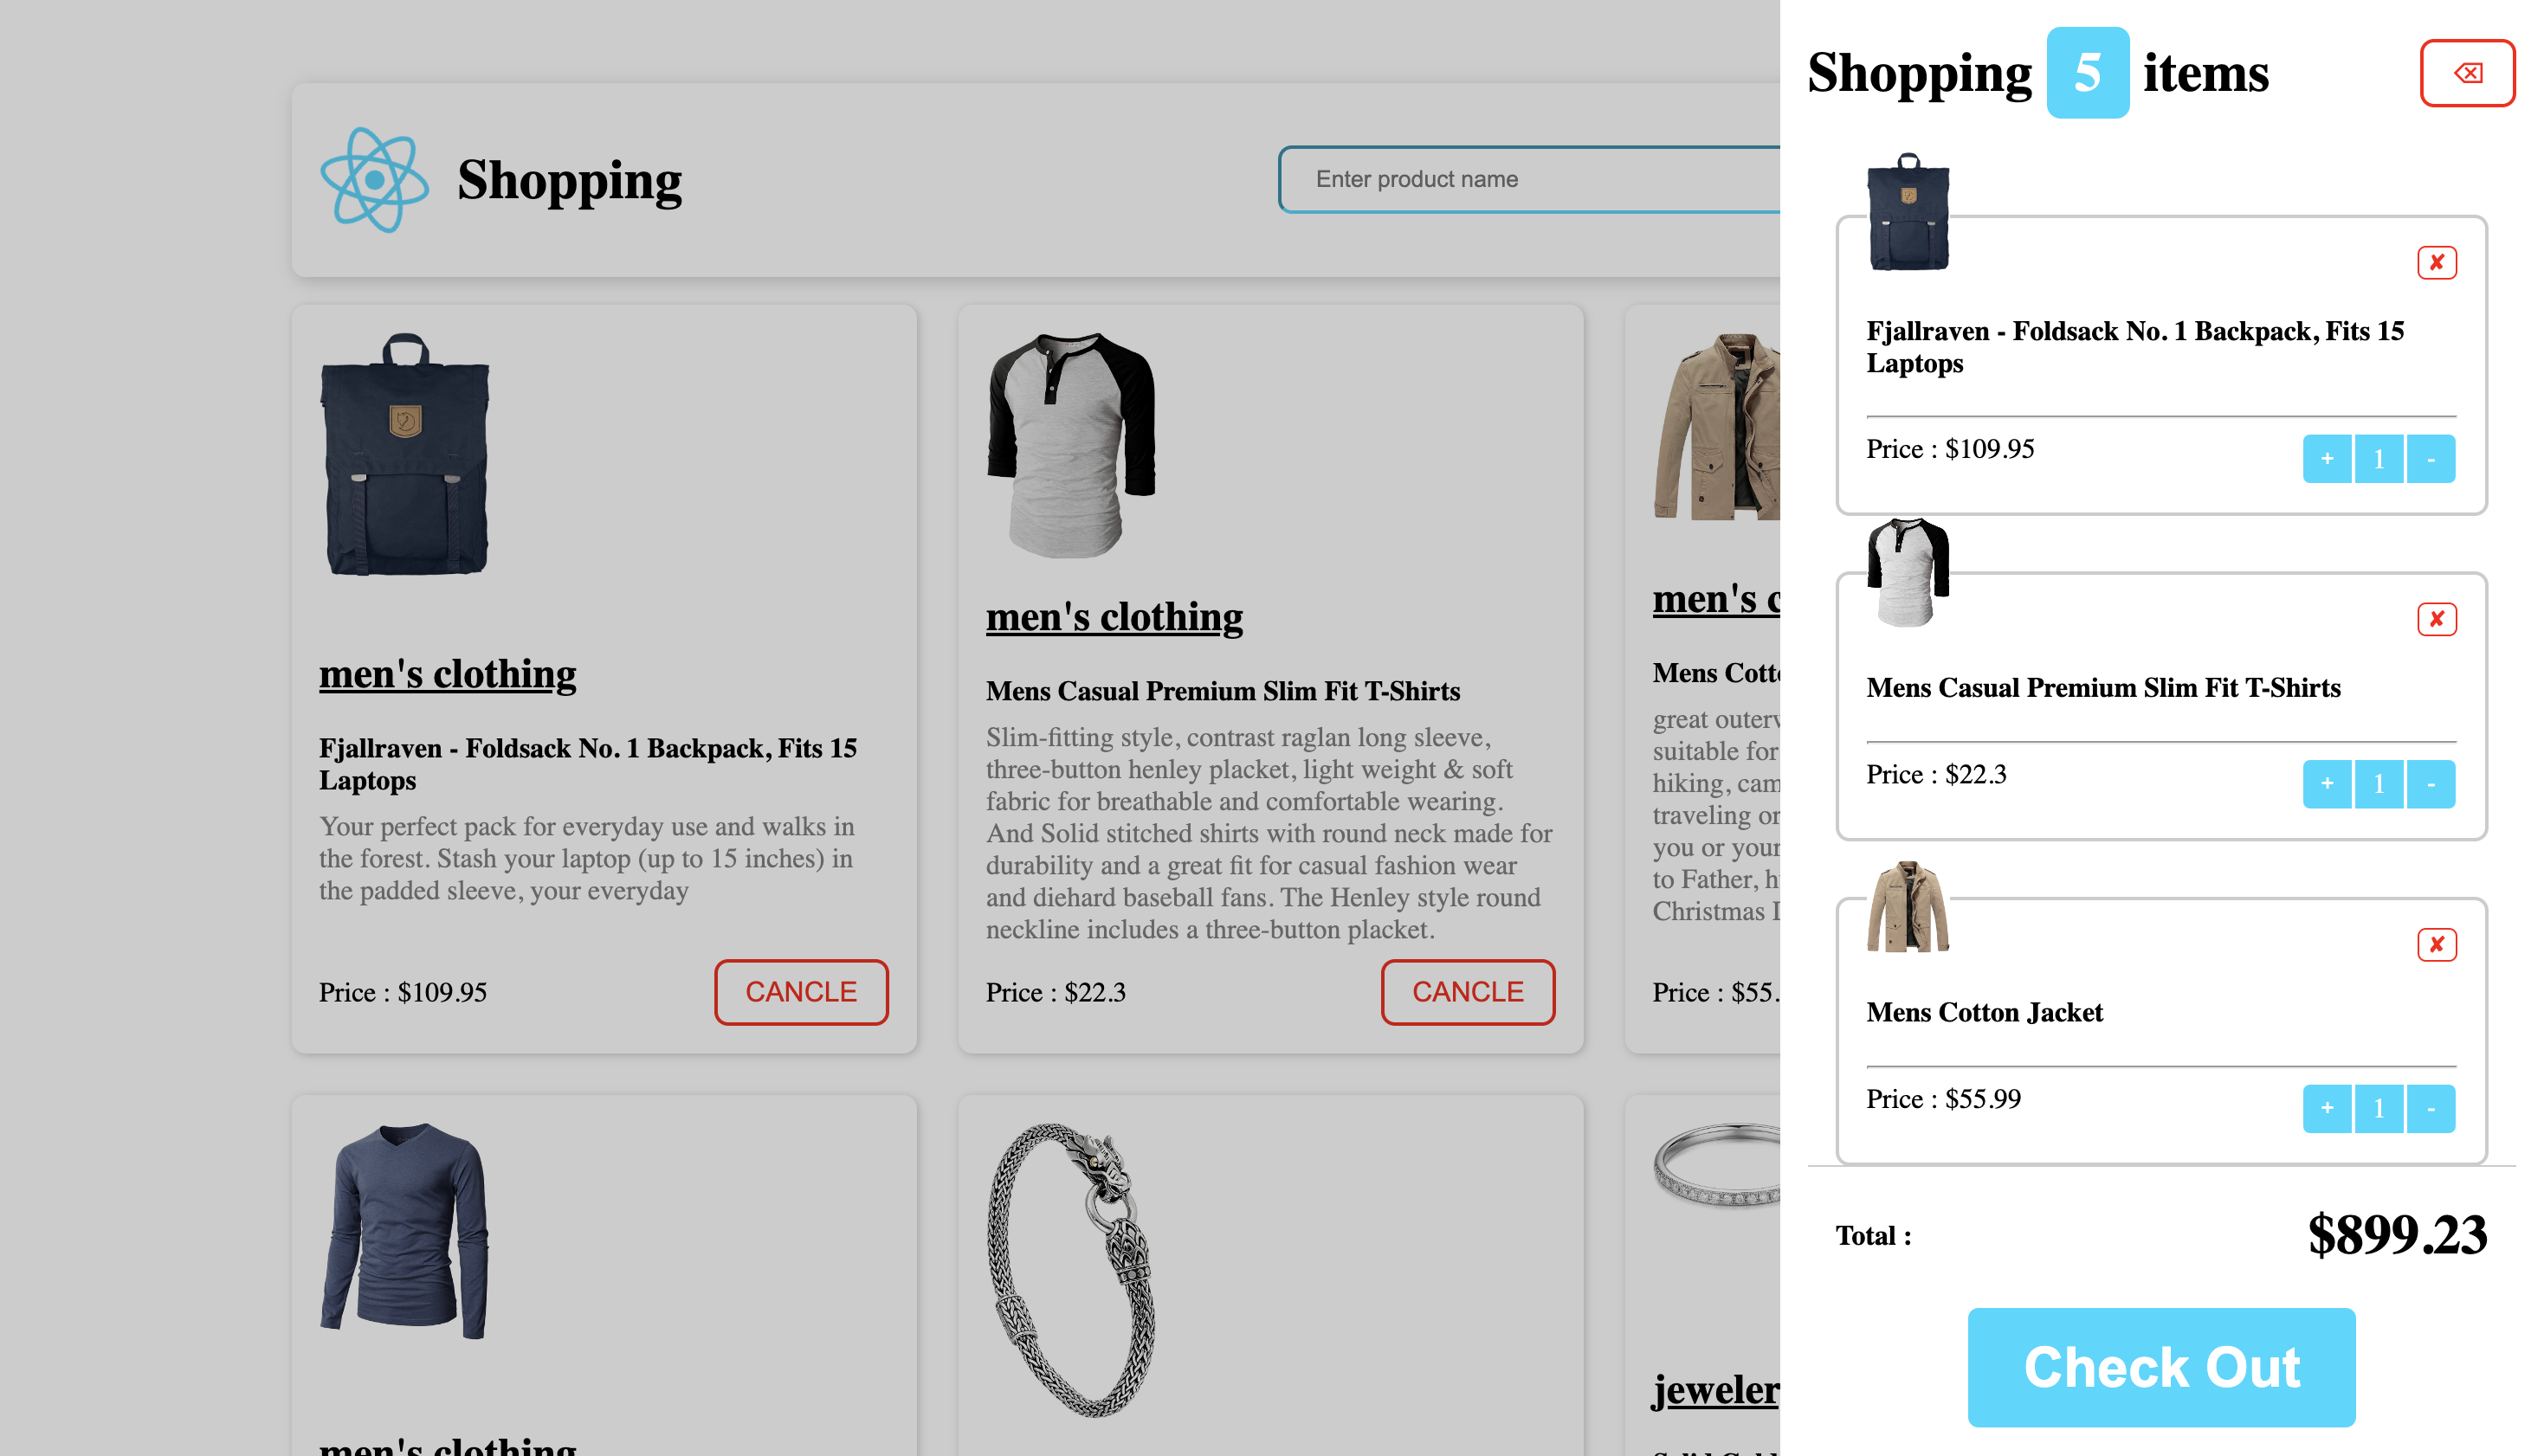 Shopping
Enter product name
men's clothing
Fjallraven - Foldsack No. 1 Backpack, Fits 15
Laptops
Your perfect pack for everyday use and walks in
the forest. Stash your laptop (up to 15 inches) in
the padded sleeve, your everyday
Price : $109.95
CANCLE
men's clothing
Mens Casual Premium Slim Fit T-Shirts
Slim-fitting style, contrast raglan long sleeve,
three-button henley placket, light weight & soft
fabric for breathable and comfortable wearing.
And Solid stitched shirts with round neck made for
durability and a great fit for casual fashion wear
and diehard baseball fans. The Henley style round
neckline includes a three-button placket.
Price : $22.3
CANCLE
men's
Mens
great
suitable for
hiking,
traveling
you or your
to Father,
Christmas
Price : $55.
men's clothing
Shopping 5 items
Fjallraven - Foldsack No. 1 Backpack, Fits 15
Laptops
Price : $109.95
+ 1 -
Mens Casual Premium Slim Fit T-Shirts
Price : $22.3
+ 1 -
Mens Cotton Jacket
Price : $55.99
+ 1 -
Total :
$899.23
Check Out